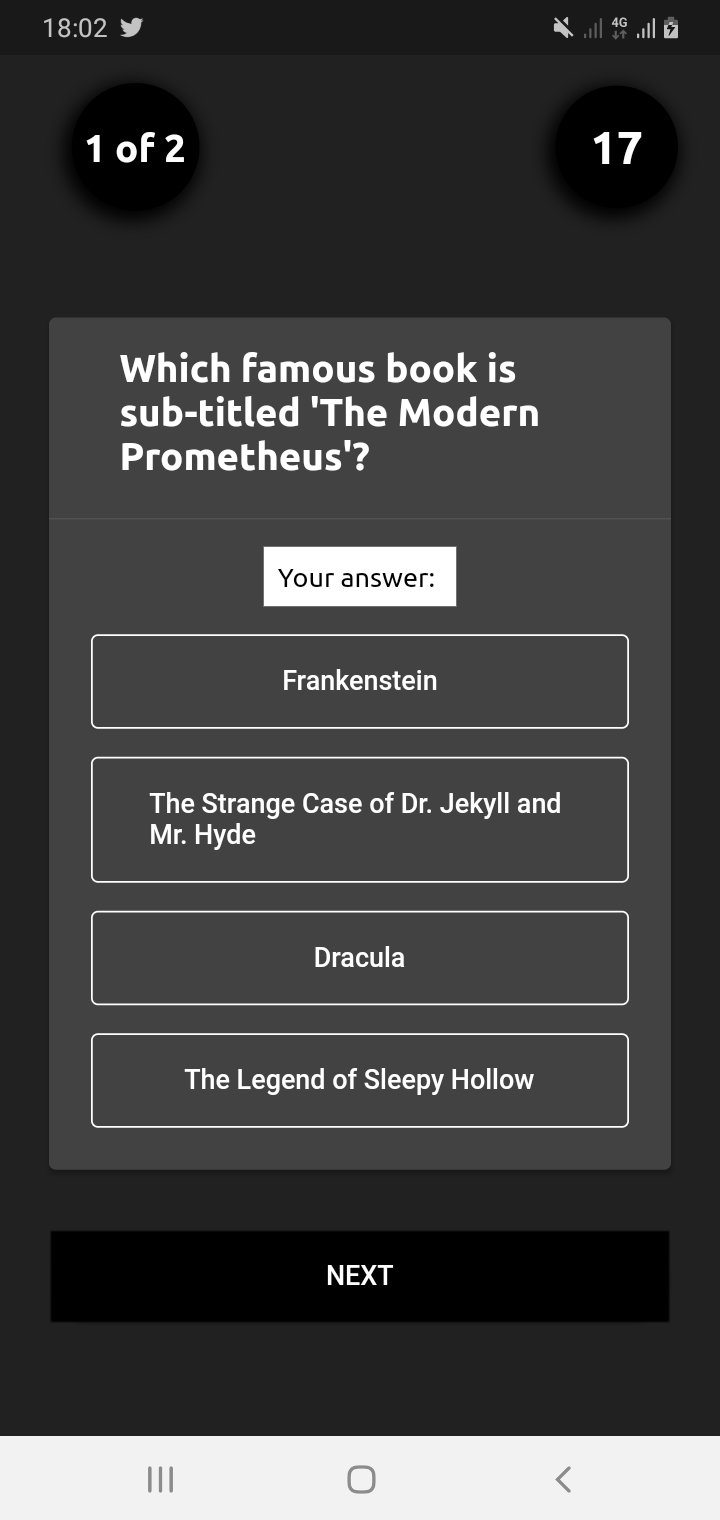 18:02
4G
1 of 2
17
Which famous book is
sub-titled 'The Modern
Prometheus'?
Your answer:
Frankenstein
The Strange Case of Dr. Jekyll and
Mr. Hyde
Dracula
The Legend of Sleepy Hollow
NEXT